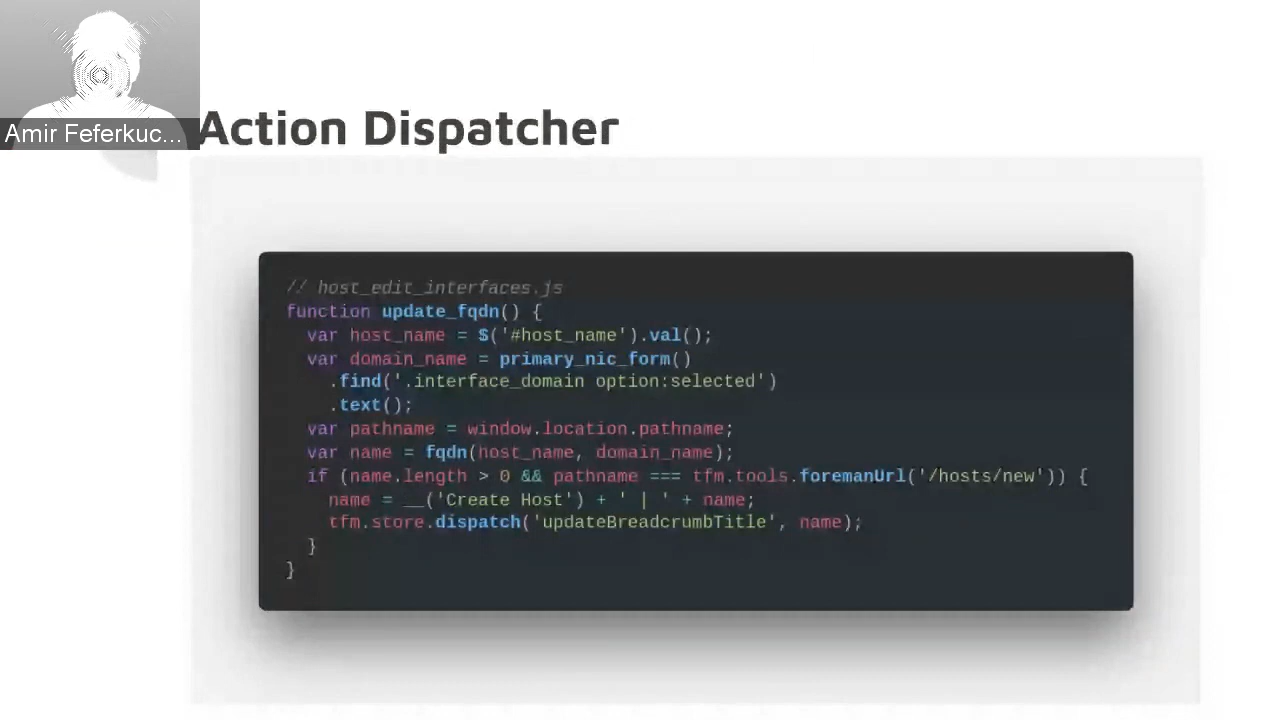 Amir Feferkuc...
Action Dispatcher
// host_edit_interfaces.js
function update_fqdn() {
  var host_name = $('#host_name').val();
  var domain_name = primary_nic_form()
    .find('.interface_domain option:selected')
    .text();
  var pathname = window.location.pathname;
  var name = fqdn(host_name, domain_name);
  if (name.length > 0 && pathname === tfm.tools.foremanUrl('/hosts/new')) {
    name = __('Create Host') + ' | ' + name;
    tfm.store.dispatch('updateBreadcrumbTitle', name);
  }
}